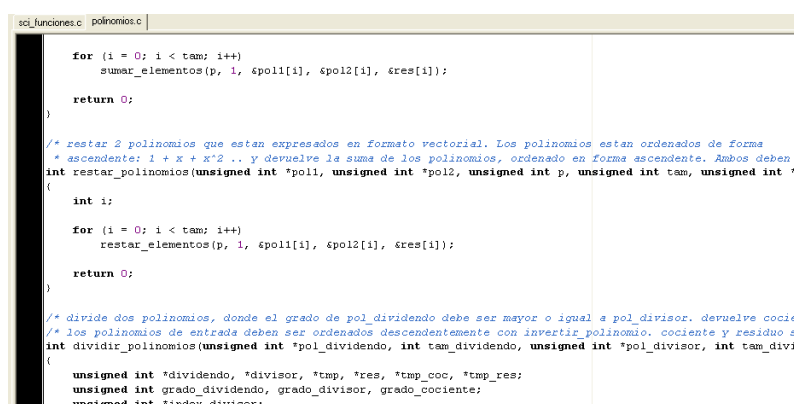 sci_funciones.c polinomios.c
for (i = 0; i < tam; i++)
sumar_elementos(p, 1, &pol1[i], &pol2[i], &res[i]);
return 0;
}
/* restar 2 polinomios que estan expresados en formato vectorial. Los polinomios estan ordenados de forma
* ascendente: 1 + x + x^2 .. y devuelve la suma de los polinomios, ordenado en forma ascendente. Ambos deben
int restar_polinomios(unsigned int *pol1, unsigned int *pol2, unsigned int p, unsigned int tam, unsigned int *
{
int i;
for (i = 0; i < tam; i++)
restar_elementos(p, 1, &pol1[i], &pol2[i], &res[i]);
return 0;
}
/* divide dos polinomios, donde el grado de pol_dividendo debe ser mayor o igual a pol_divisor. devuelve cocie
/* los polinomios de entrada deben ser ordenados descendentemente con invertir_polinomio. cociente y residuo s
int dividir_polinomios(unsigned int *pol_dividendo, int tam_dividendo, unsigned int *pol_divisor, int tam_divi
{
unsigned int *dividendo, *divisor, *tmp, *res, *tmp_coc, *tmp_res;
unsigned int grado_dividendo, grado_divisor, grado_cociente;
unsigned int *index_divisor;